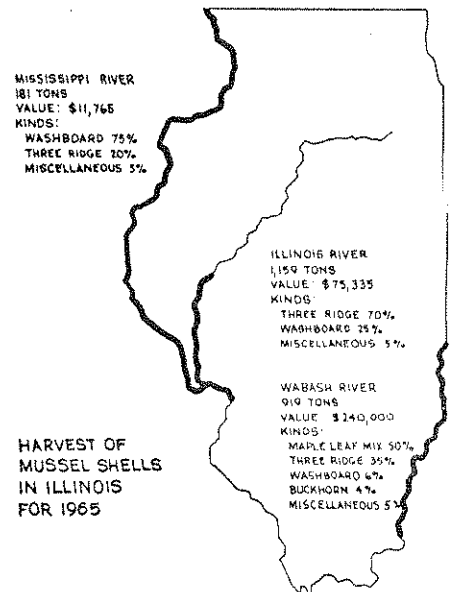 MISSISSIPPI RIVER
181 TONS
VALUE: $11,765
KINDS:
WASHBOARD 75%
THREE RIDGE 20%
MISCELLANEOUS 5%
ILLINOIS RIVER
1,159 TONS
VALUE $75,335
KINDS:
THREE RIDGE 70%
WASHBOARD 25%
MISCELLANEOUS 5%
WABASH RIVER
919 TONS
VALUE $240,000
KINDS:
MAPLE LEAF MIX 50%
THREE RIDGE 35%
WASHBOARD 6%
BUCKHORN 4%
MISCELLANEOUS 5%
HARVEST OF
MUSSEL SHELLS
IN ILLINOIS
FOR 1965